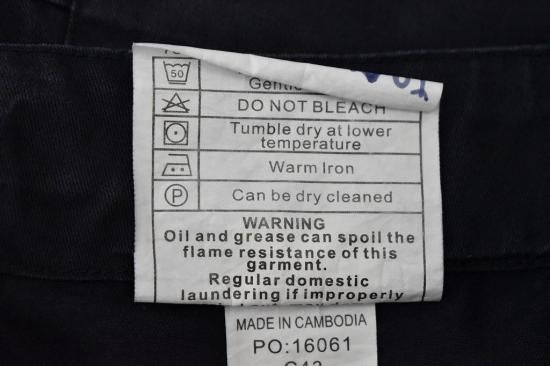 50
Gentle
DO NOT BLEACH
Tumble dry at lower
temperature
Warm Iron
P
Can be dry cleaned
WARNING
Oil and grease can spoil the
flame resistance of this
garment.
Regular domestic
laundering if improperly
MADE IN CAMBODIA
PO:16061